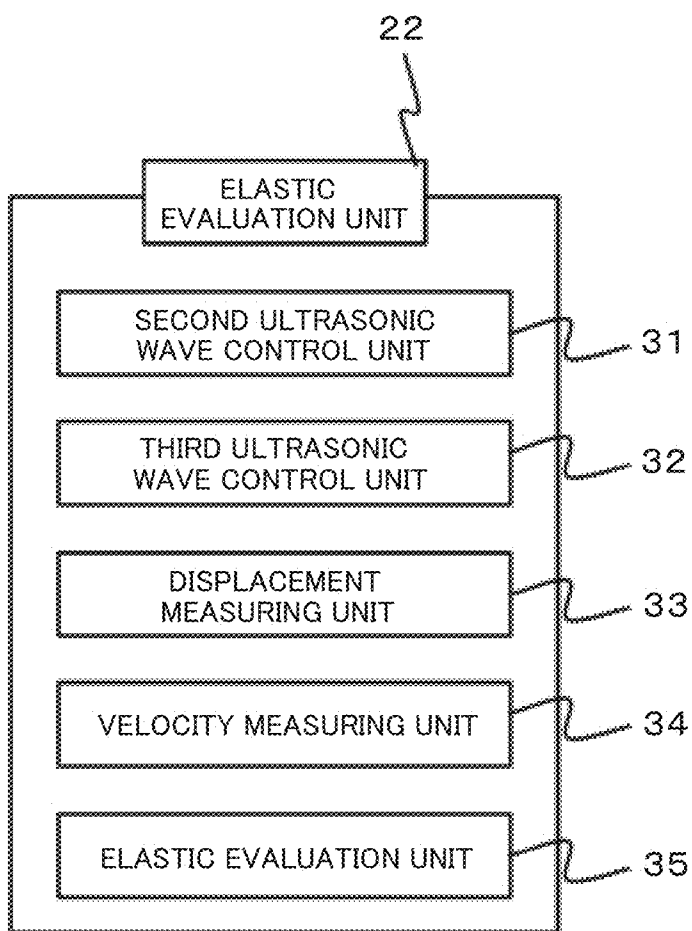 22
ELASTIC
EVALUATION UNIT
SECOND ULTRASONIC
WAVE CONTROL UNIT
31
THIRD ULTRASONIC
WAVE CONTROL UNIT
32
DISPLACEMENT
MEASURING UNIT
33
VELOCITY MEASURING UNIT
34
ELASTIC EVALUATION UNIT
35